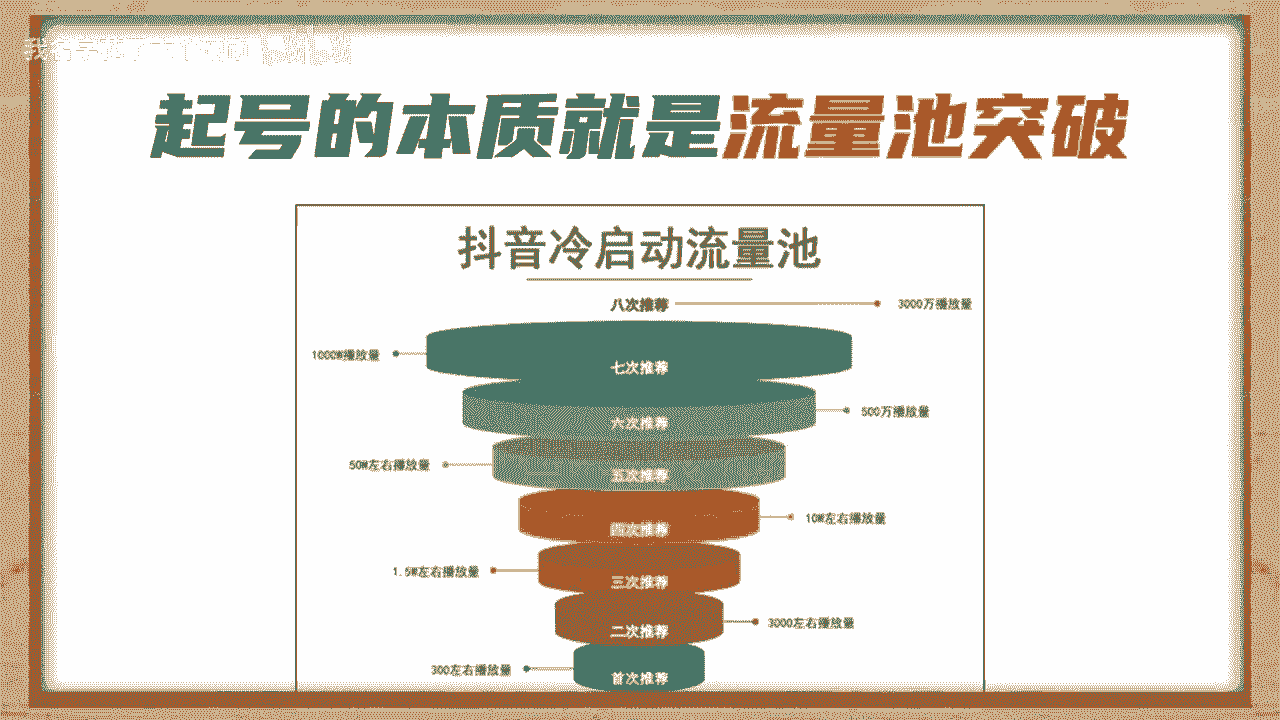 起号的本质就是流量池突破
抖音冷启动流量池
八次推荐
3000万播放量
1000W播放量
七次推荐
六次推荐
500万播放量
50W左右播放量
五次推荐
四次推荐
10W左右播放量
1.5W左右播放量
三次推荐
二次推荐
3000左右播放量
300左右播放量
首次推荐